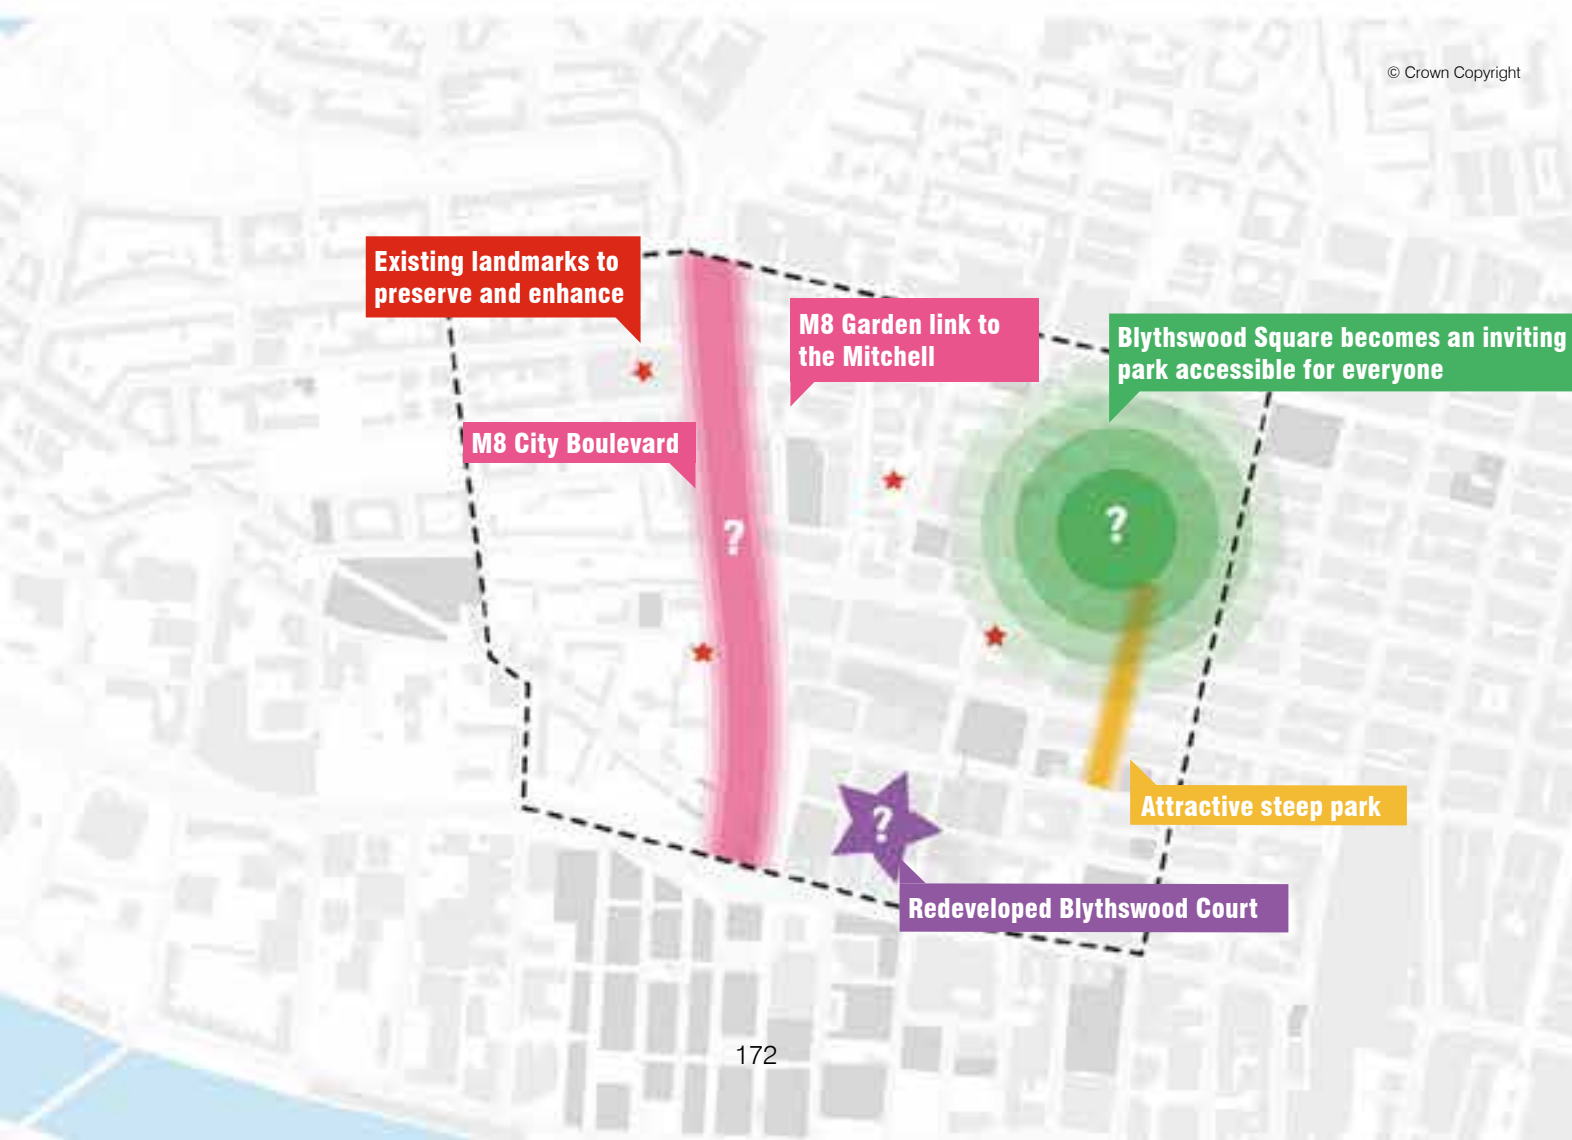 © Crown Copyright
Existing landmarks to
preserve and enhance
M8 Garden link to
the Mitchell
Blythswood Square becomes an inviting
park accessible for everyone
M8 City Boulevard
?
?
Attractive steep park
?
Redeveloped Blythswood Court
172